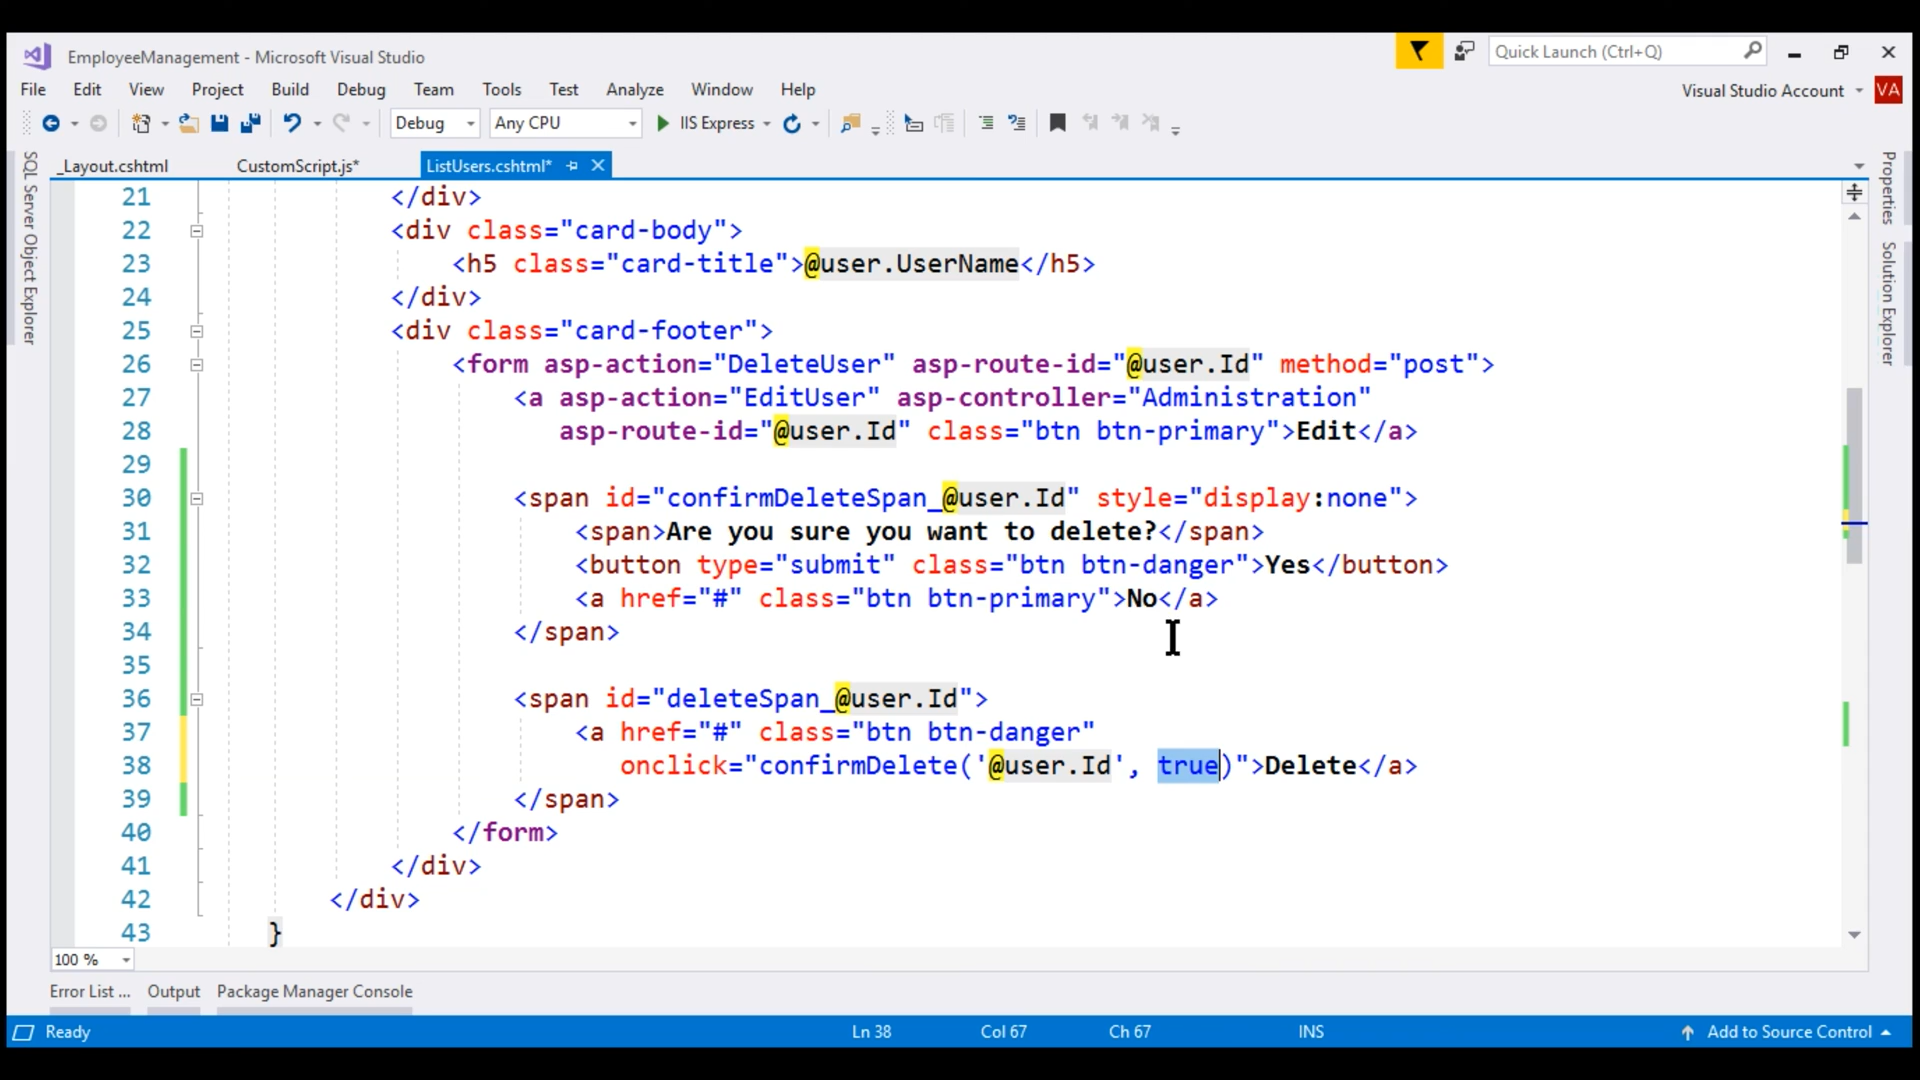 EmployeeManagement - Microsoft Visual Studio
Quick Launch (Ctrl+Q)
File Edit View Project Build Debug Team Tools Test Analyze Window Help
Visual Studio Account VA
Debug Any CPU IIS Express
_Layout.cshtml CustomScript.js* ListUsers.cshtml*
SQL Server Object Explorer
Properties
Solution Explorer
21 </div>
22 <div class="card-body">
23 <h5 class="card-title">@user.UserName</h5>
24 </div>
25 <div class="card-footer">
26 <form asp-action="DeleteUser" asp-route-id="@user.Id" method="post">
27 <a asp-action="EditUser" asp-controller="Administration"
28 asp-route-id="@user.Id" class="btn btn-primary">Edit</a>
29
30 <span id="confirmDeleteSpan_@user.Id" style="display:none">
31 <span>Are you sure you want to delete?</span>
32 <button type="submit" class="btn btn-danger">Yes</button>
33 <a href="#" class="btn btn-primary">No</a>
34 </span>
35
36 <span id="deleteSpan_@user.Id">
37 <a href="#" class="btn btn-danger"
38 onclick="confirmDelete('@user.Id', true)">Delete</a>
39 </span>
40 </form>
41 </div>
42 </div>
43 }
100 %
Error List ... Output Package Manager Console
Ready Ln 38 Col 67 Ch 67 INS Add to Source Control